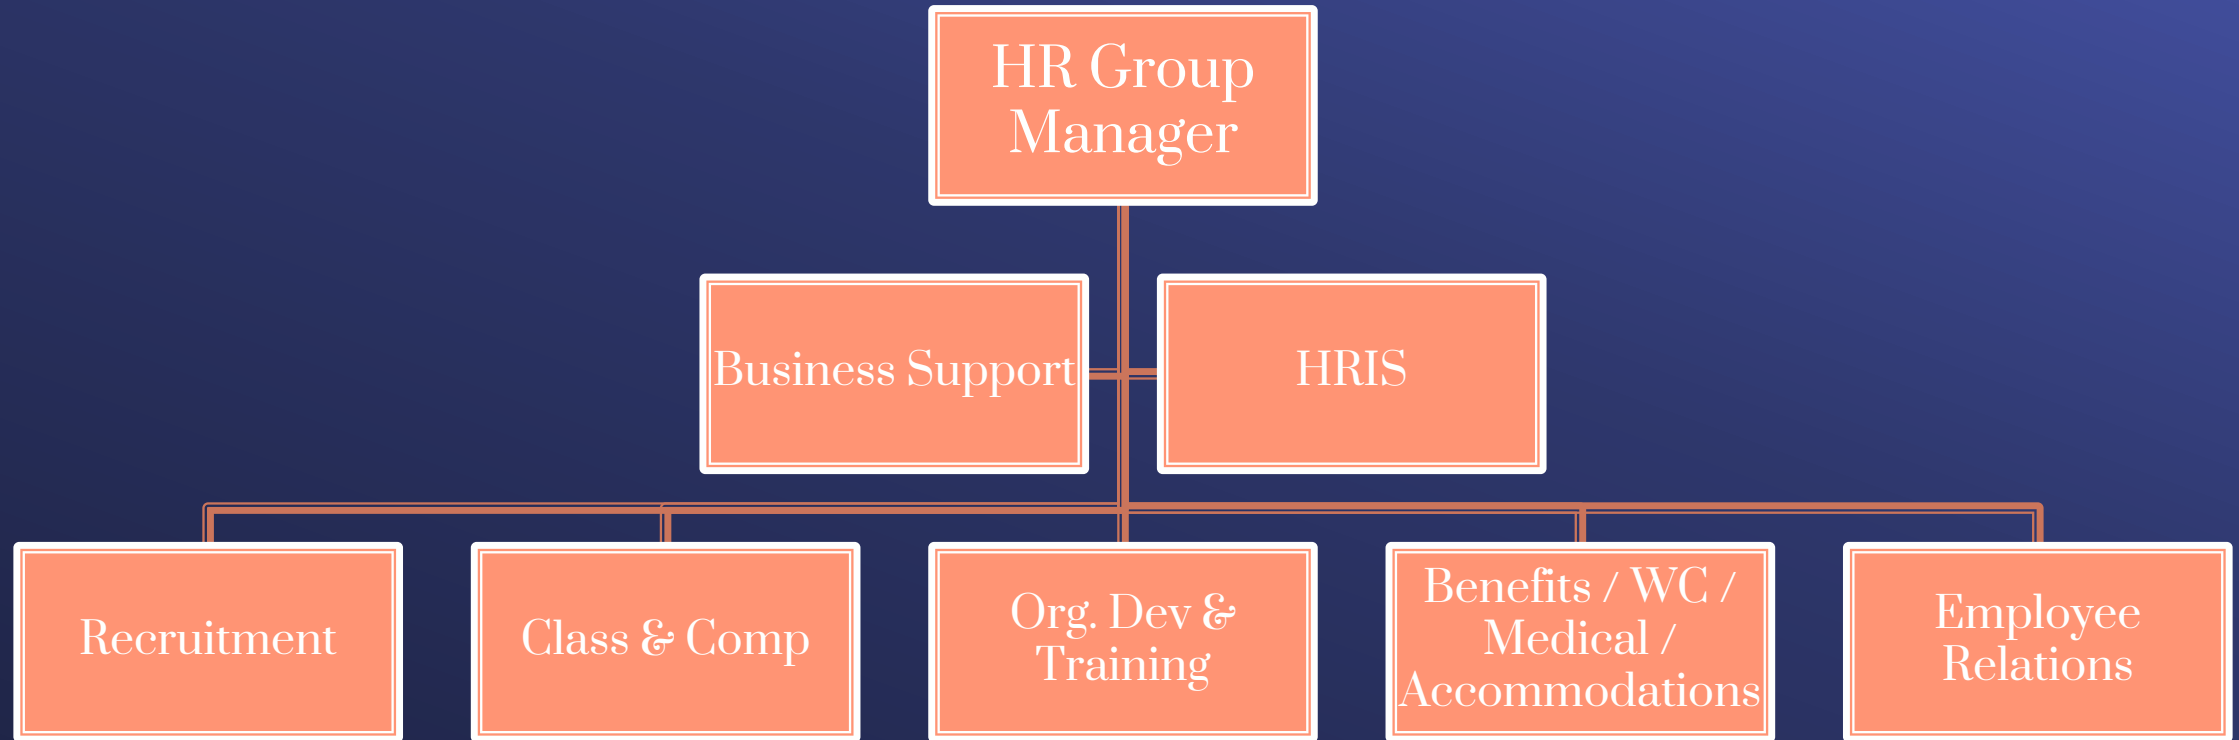 HR Group
Manager
Business Support
HRIS
Recruitment
Class & Comp
Org. Dev &
Training
Benefits / WC /
Medical /
Accommodations
Employee
Relations